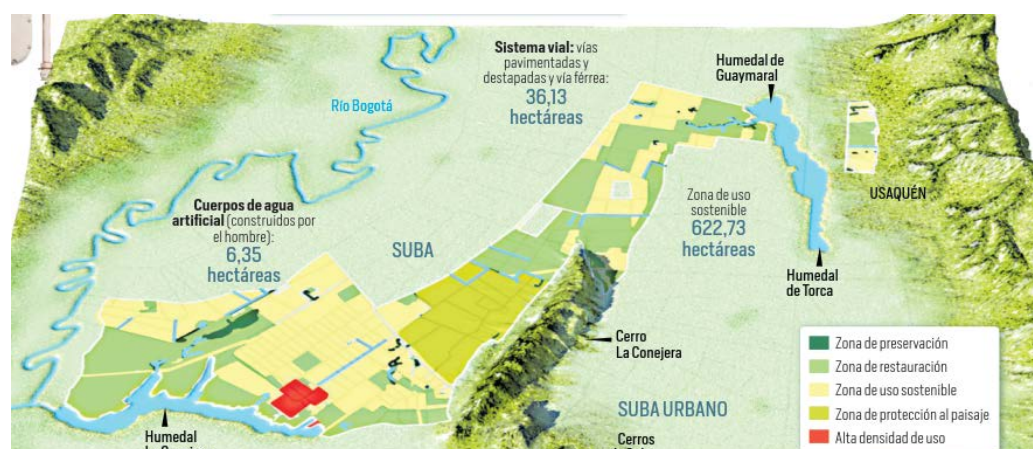 Sistema vial: vías
pavimentadas y
destapadas y vía férrea:
36,13
hectáreas
Humedal de
Guaymaral
Río Bogotá
USAQUÉN
Cuerpos de agua
artificial (construidos por
el hombre):
6,35
hectáreas
SUBA
Zona de uso
sostenible
622,73
hectáreas
Humedal
de Torca
Cerro
La Conejera
SUBA URBANO
Humedal
Cerros
Zona de preservación
Zona de restauración
Zona de uso sostenible
Zona de protección al paisaje
Alta densidad de uso